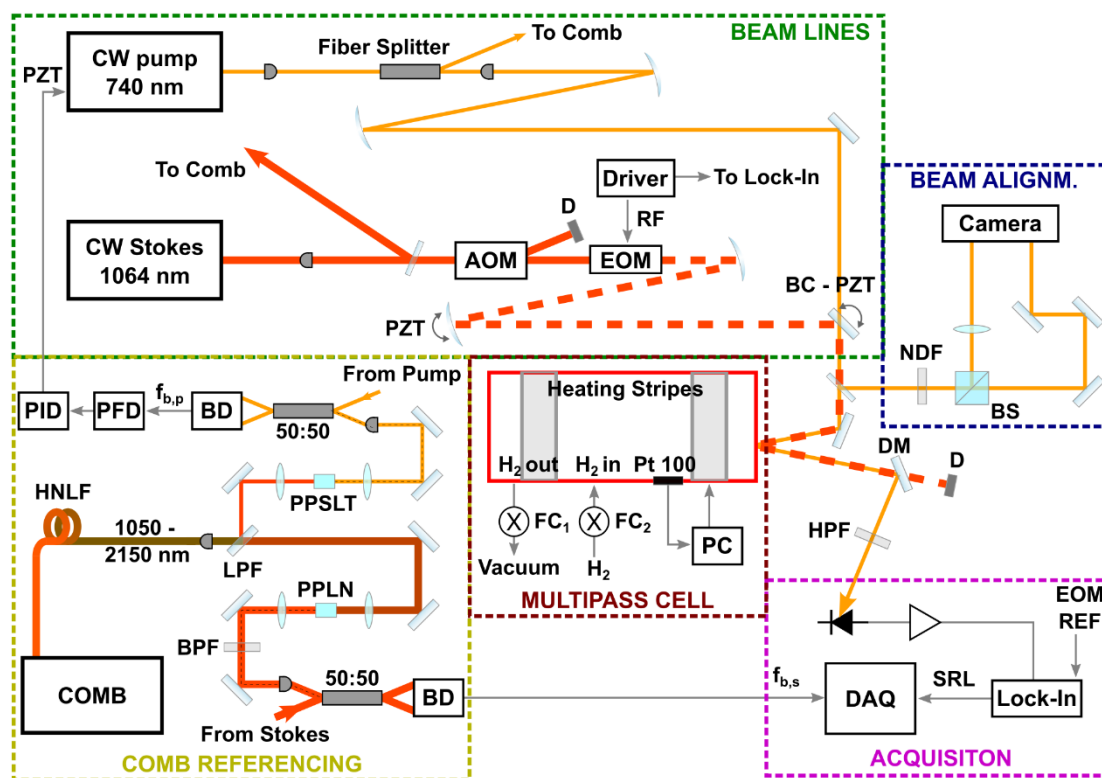 BEAM LINES
To Comb
Fiber Splitter
PZT
CW pump
740 nm
To Comb
Driver
To Lock-In
D
RF
CW Stokes
1064 nm
AOM
EOM
BC - PZT
PZT
BEAM ALIGNM.
Camera
NDF
BS
From Pump
PID
PFD
f_b,p
BD
50:50
HNLF
PPSLT
1050 -
2150 nm
LPF
PPLN
BPF
COMB
50:50
BD
From Stokes
COMB REFERENCING
Heating Stripes
H₂ out
H₂ in
Pt 100
FC₁
FC₂
PC
Vacuum
H₂
MULTIPASS CELL
DM
D
HPF
EOM
REF
f_b,s
DAQ
SRL
Lock-In
ACQUISITON